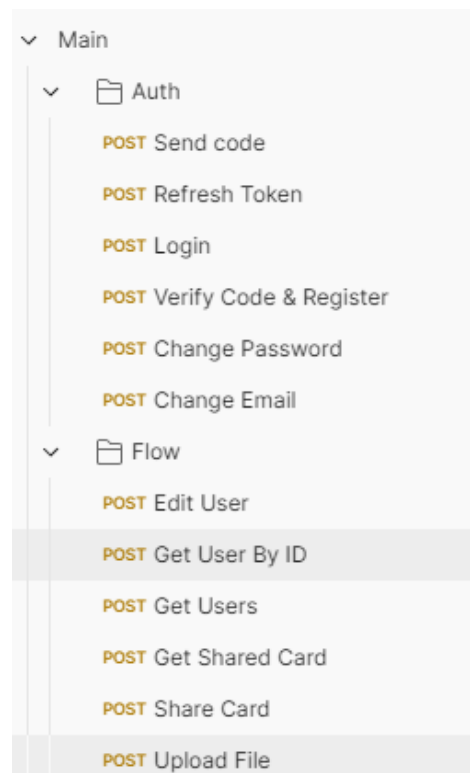 Main
Auth
POST Send code
POST Refresh Token
POST Login
POST Verify Code & Register
POST Change Password
POST Change Email
Flow
POST Edit User
POST Get User By ID
POST Get Users
POST Get Shared Card
POST Share Card
POST Upload File